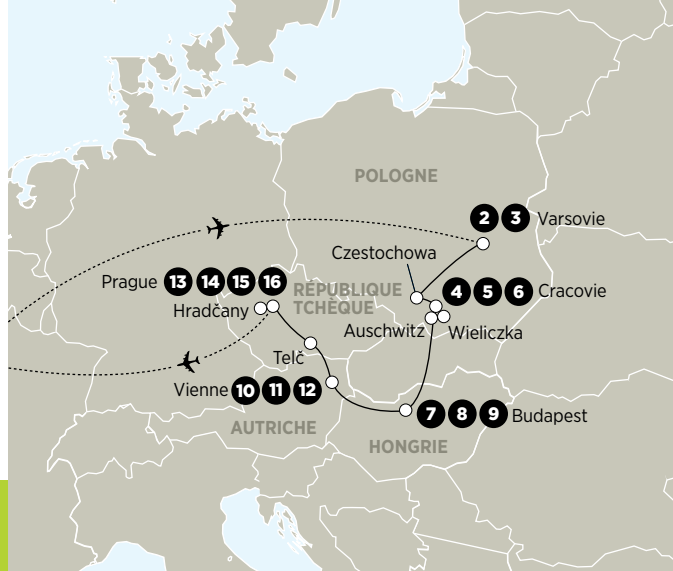 POLOGNE
2 3 Varsovie
Czestochowa
Prague 13 14 15 16
RÉPUBLIQUE
TCHÈQUE
4 5 6 Cracovie
Hradčany
Auschwitz
Wieliczka
Telč
Vienne 10 11 12
7 8 9 Budapest
AUTRICHE
HONGRIE